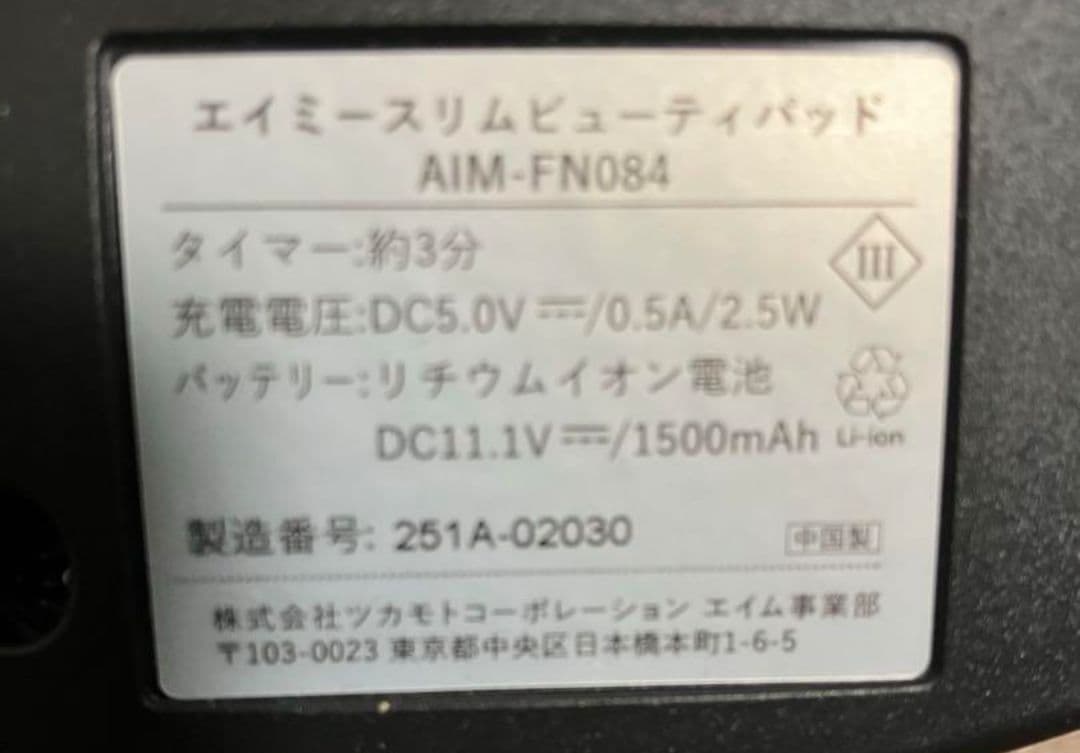 エイミースリムビューティパッド
AIM-FN084
タイマー:約3分
III
充電電圧:DC5.0V⎓/0.5A/2.5W
バッテリー:リチウムイオン電池
DC11.1V⎓/1500mAh
Li-ion
製造番号: 251A-02030
中国製
株式会社ツカモトコーポレーション エイム事業部
〒103-0023 東京都中央区日本橋本町1-6-5